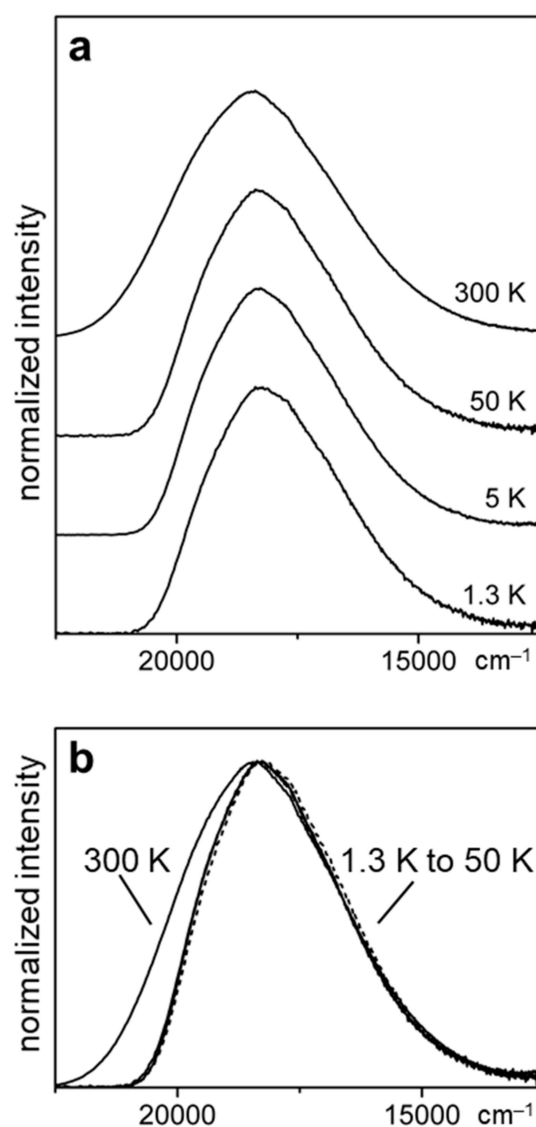 a
normalized intensity
300 K
50 K
5 K
1.3 K
20000 15000 cm⁻¹
b
normalized intensity
300 K 1.3 K to 50 K
20000 15000 cm⁻¹